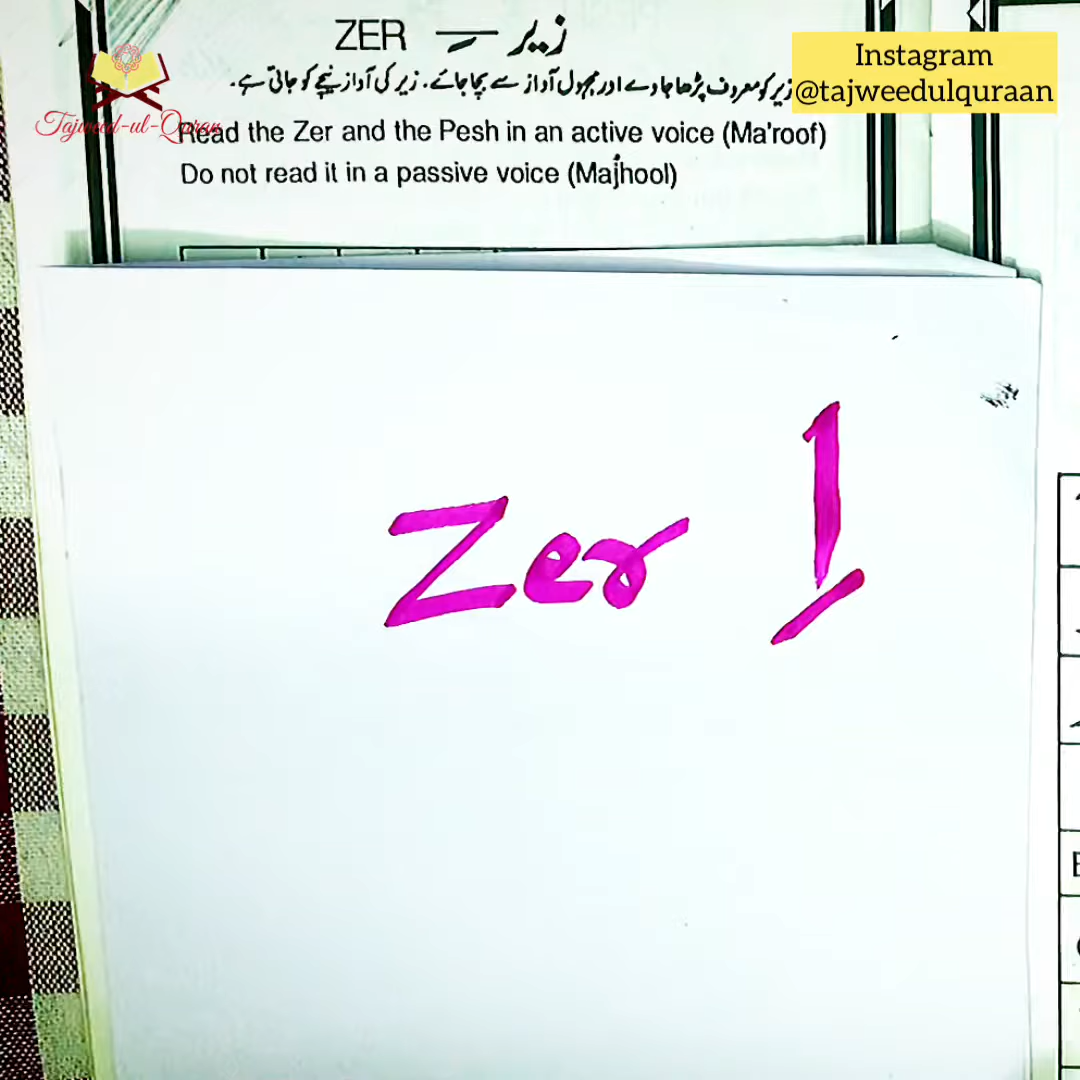 ZER زیر
زیر کو معروف پڑھا جاوے اور مجہول آواز سے بچا جائے۔ زیر کی آواز نیچے کو جاتی ہے۔
Instagram
@tajweedulquraan
Tajweed-ul-Quran
Read the Zer and the Pesh in an active voice (Ma'roof)
Do not read it in a passive voice (Majhool)
Zer اِ